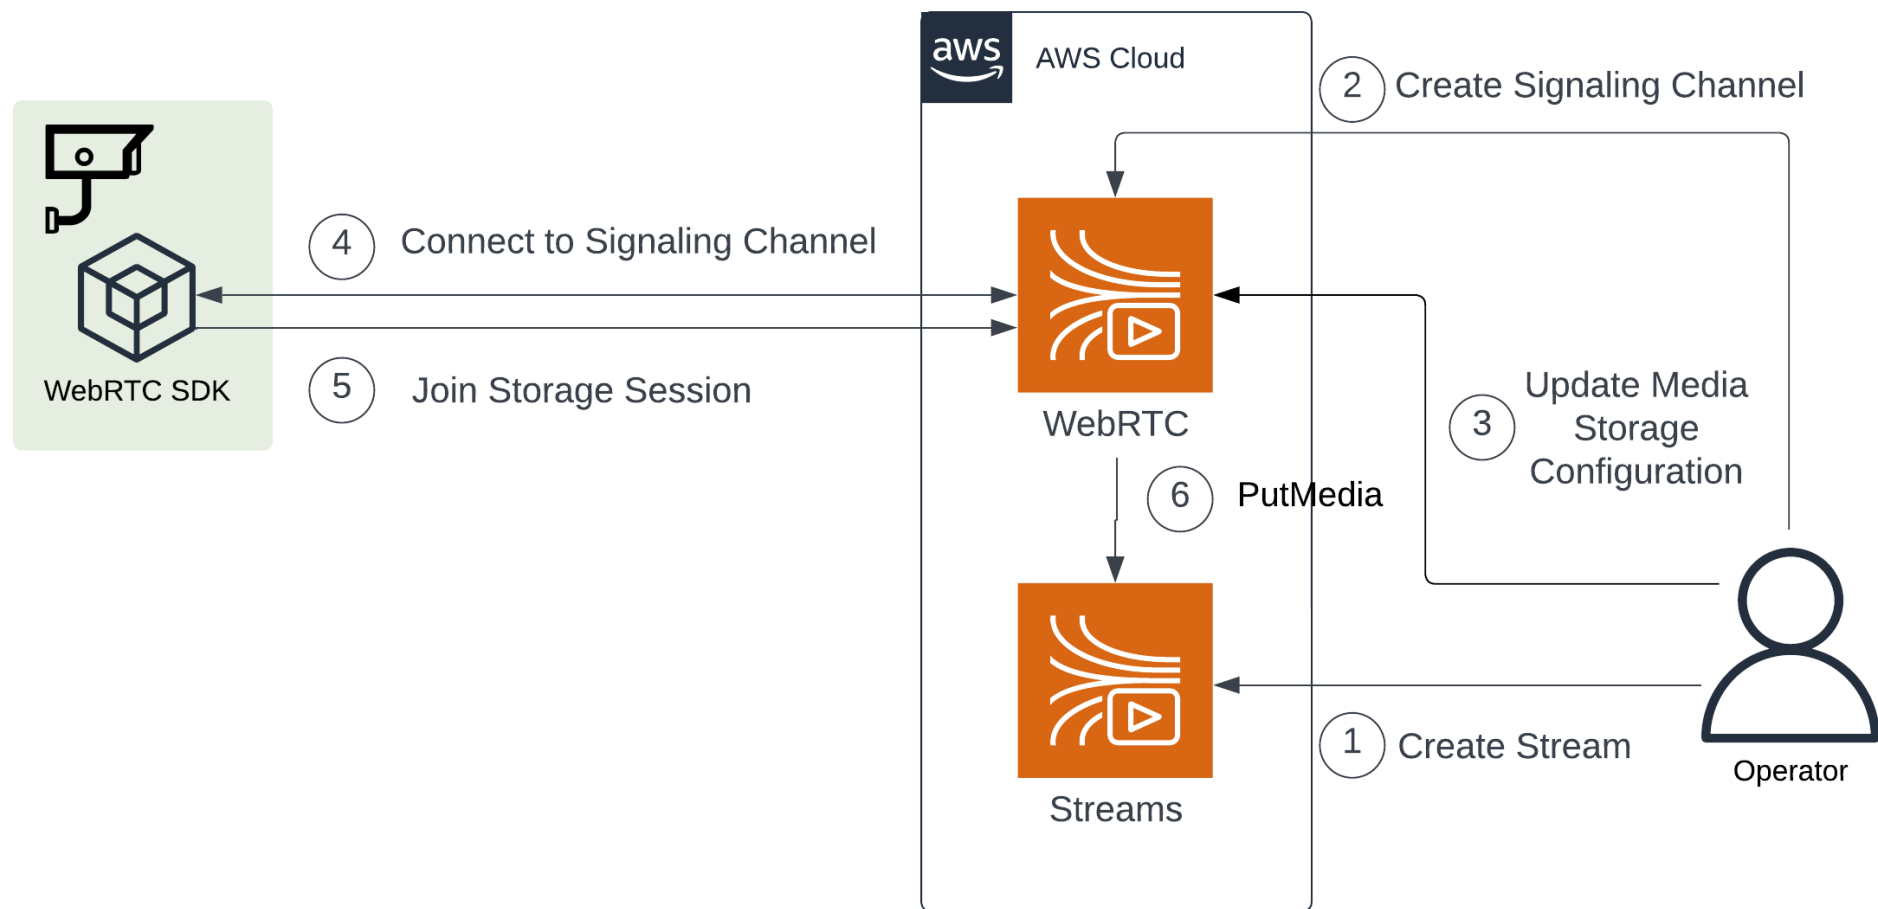 aws
AWS Cloud
2
Create Signaling Channel
4
Connect to Signaling Channel
WebRTC SDK
5
Join Storage Session
WebRTC
3
Update Media
Storage
Configuration
6
PutMedia
1
Create Stream
Operator
Streams